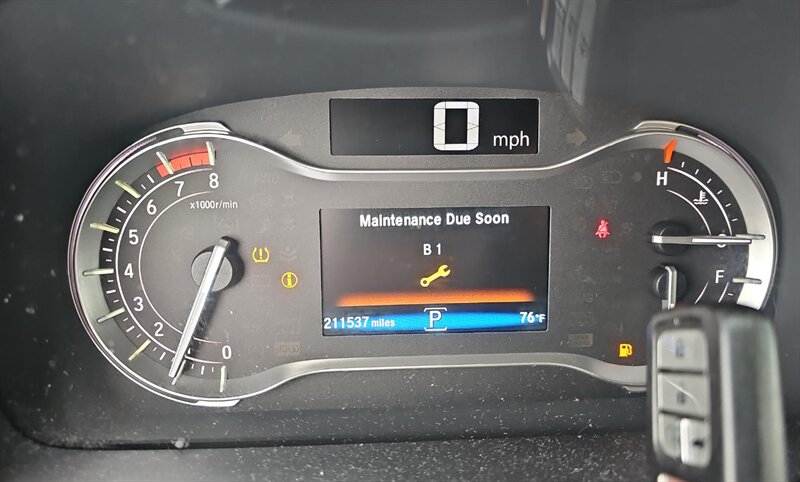 0 mph
8
7
6
5
4
3
2
0
x1000r/min
Maintenance Due Soon
B 1
211537 miles
P
76°F
H
F